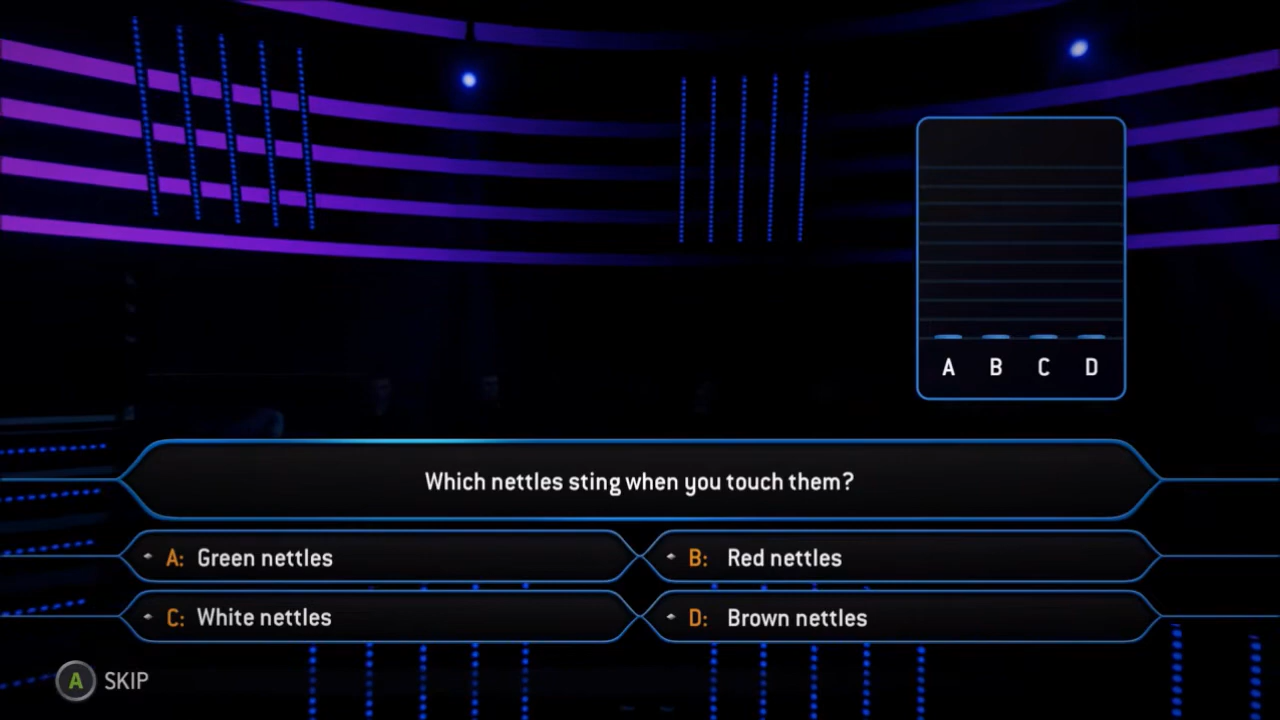 A B C D
Which nettles sting when you touch them?
A: Green nettles
B: Red nettles
C: White nettles
D: Brown nettles
A SKIP